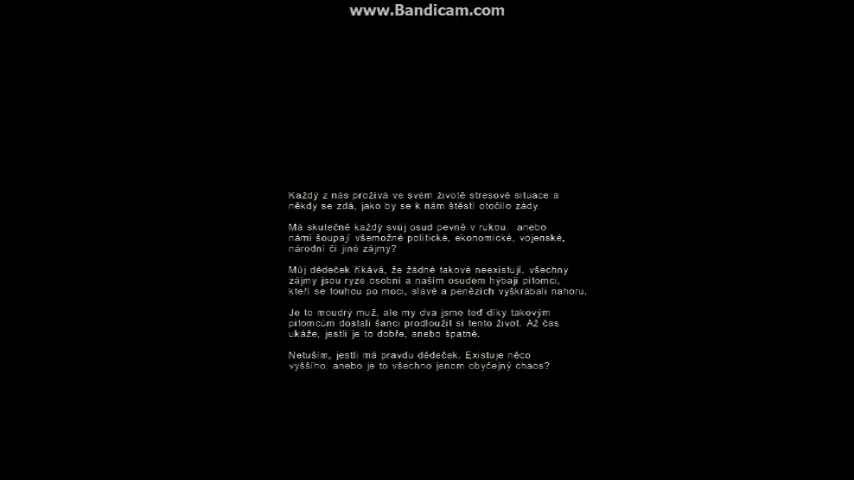 www.Bandicam.com
Každý z nás prožívá ve svém životě stresové situace a
někdy se zdá, jako by se k nám štěstí otočilo zády.
Má skutečně každý svůj osud pevně v rukou anebo
námi šoupají všemožné politické, ekonomické, vojenské,
národní či jiné zájmy?
Můj dědeček říkává, že žádné takové neexistují, všechny
zájmy jsou ryze osobní a naším osudem hýbají pitomci,
kteří se touhou po moci, slávě a penězích vyškrábali nahoru.
Je to moudrý muž, ale my dva jsme teď díky takovým
pitomcům dostali šanci prodloužit si tento život. Až čas
ukáže, jestli je to dobře, anebo špatně.
Netuším, jestli má pravdu dědeček. Existuje něco
vyššího, anebo je to všechno jenom obyčejný chaos?